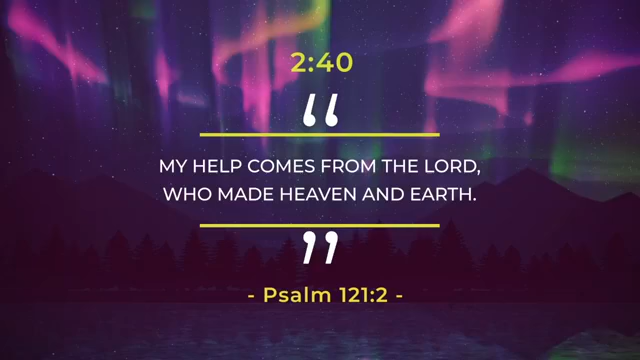 2:40
“
MY HELP COMES FROM THE LORD,
WHO MADE HEAVEN AND EARTH.
”
- Psalm 121:2 -